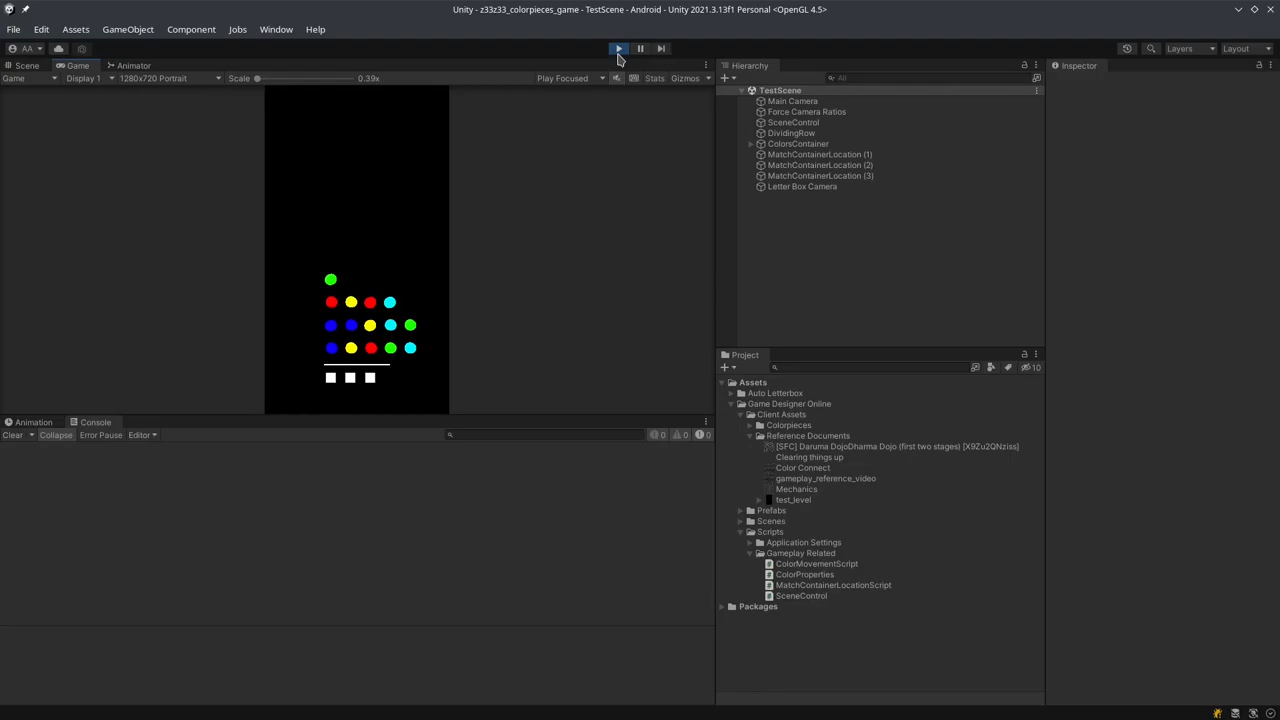 Unity - z33z33_colorpieces_game - TestScene - Android - Unity 2021.3.13f1 Personal <OpenGL 4.5>
File Edit Assets GameObject Component Jobs Window Help
AA Layers Layout
Scene Game Animator
Game Display 1 1280x720 Portrait Scale 0.39x Play Focused Stats Gizmos
Hierarchy
All
TestScene
Main Camera
Force Camera Ratios
SceneControl
DividingRow
ColorsContainer
MatchContainerLocation (1)
MatchContainerLocation (2)
MatchContainerLocation (3)
Letter Box Camera
Inspector
Project
10
Assets
Auto Letterbox
Game Designer Online
Client Assets
Colorpieces
Reference Documents
[SFC] Daruma DojoDharma Dojo (first two stages) [X9Zu2QNziss]
Clearing things up
Color Connect
gameplay_reference_video
Mechanics
test_level
Prefabs
Scenes
Scripts
Application Settings
Gameplay Related
ColorMovementScript
ColorProperties
MatchContainerLocationScript
SceneControl
Packages
Animation Console
Clear Collapse Error Pause Editor 0 0 0